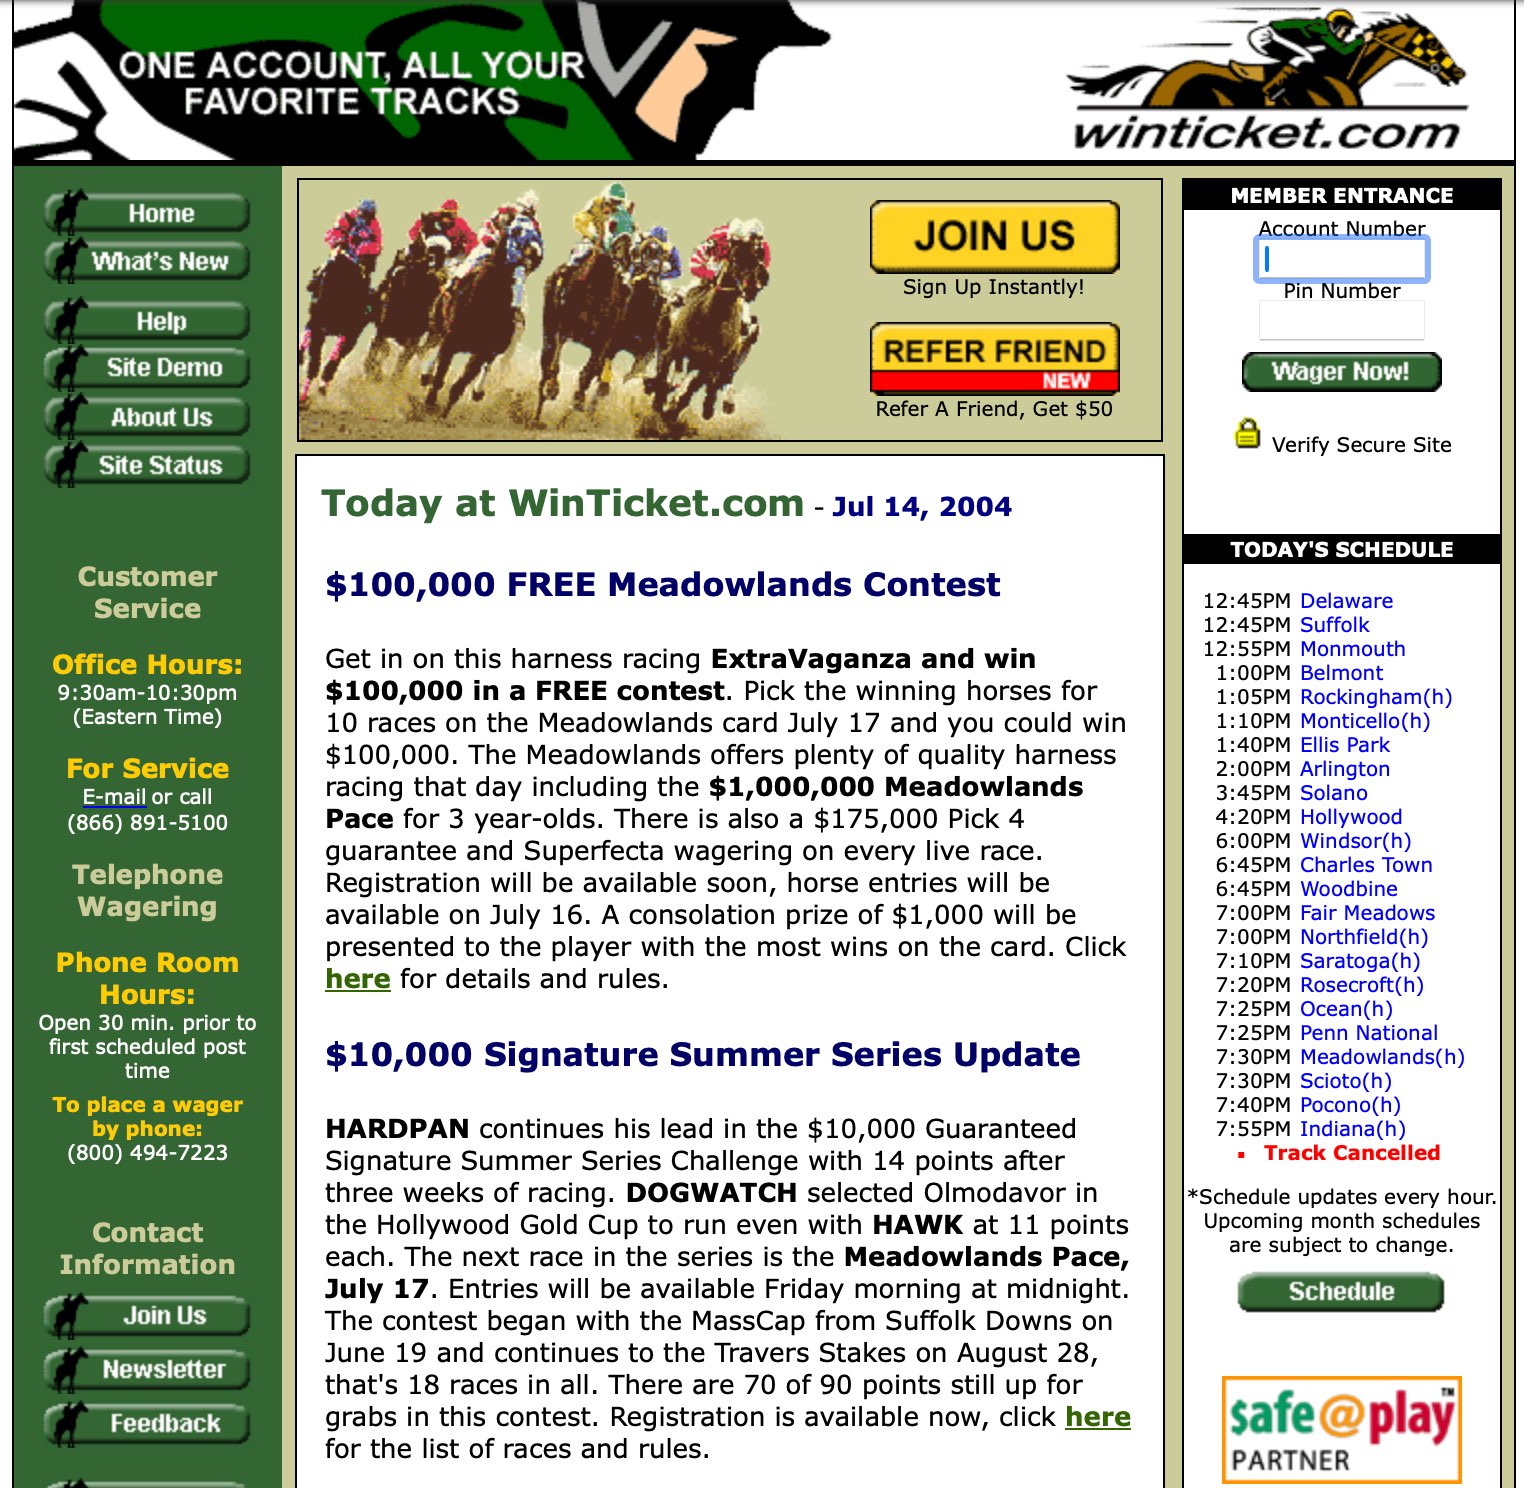 ONE ACCOUNT, ALL YOUR
FAVORITE TRACKS
winticket.com
Home
What's New
Help
Site Demo
About Us
Site Status
Customer
Service
Office Hours:
9:30am-10:30pm
(Eastern Time)
For Service
E-mail or call
(866) 891-5100
Telephone
Wagering
Phone Room
Hours:
Open 30 min. prior to
first scheduled post
time
To place a wager
by phone:
(800) 494-7223
Contact
Information
Join Us
Newsletter
Feedback
JOIN US
Sign Up Instantly!
REFER FRIEND
NEW
Refer A Friend, Get $50
Today at WinTicket.com - Jul 14, 2004
$100,000 FREE Meadowlands Contest
Get in on this harness racing ExtraVaganza and win
$100,000 in a FREE contest. Pick the winning horses for
10 races on the Meadowlands card July 17 and you could win
$100,000. The Meadowlands offers plenty of quality harness
racing that day including the $1,000,000 Meadowlands
Pace for 3 year-olds. There is also a $175,000 Pick 4
guarantee and Superfecta wagering on every live race.
Registration will be available soon, horse entries will be
available on July 16. A consolation prize of $1,000 will be
presented to the player with the most wins on the card. Click
here for details and rules.
$10,000 Signature Summer Series Update
HARDPAN continues his lead in the $10,000 Guaranteed
Signature Summer Series Challenge with 14 points after
three weeks of racing. DOGWATCH selected Olmodavor in
the Hollywood Gold Cup to run even with HAWK at 11 points
each. The next race in the series is the Meadowlands Pace,
July 17. Entries will be available Friday morning at midnight.
The contest began with the MassCap from Suffolk Downs on
June 19 and continues to the Travers Stakes on August 28,
that's 18 races in all. There are 70 of 90 points still up for
grabs in this contest. Registration is available now, click here
for the list of races and rules.
MEMBER ENTRANCE
Account Number
Pin Number
Wager Now!
Verify Secure Site
TODAY'S SCHEDULE
12:45PM Delaware
12:45PM Suffolk
12:55PM Monmouth
1:00PM Belmont
1:05PM Rockingham(h)
1:10PM Monticello(h)
1:40PM Ellis Park
2:00PM Arlington
3:45PM Solano
4:20PM Hollywood
6:00PM Windsor(h)
6:45PM Charles Town
6:45PM Woodbine
7:00PM Fair Meadows
7:00PM Northfield(h)
7:10PM Saratoga(h)
7:20PM Rosecroft(h)
7:25PM Ocean(h)
7:25PM Penn National
7:30PM Meadowlands(h)
7:30PM Scioto(h)
7:40PM Pocono(h)
7:55PM Indiana(h)
▪ Track Cancelled
*Schedule updates every hour.
Upcoming month schedules
are subject to change.
Schedule
safe@play™
PARTNER